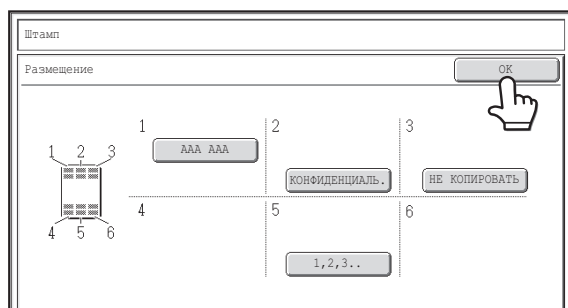 Штамп
Размещение
OK
1 2 3
4 5 6
1
AAA AAA
2
КОНФИДЕНЦИАЛЬ.
3
НЕ КОПИРОВАТЬ
4
5
1,2,3..
6